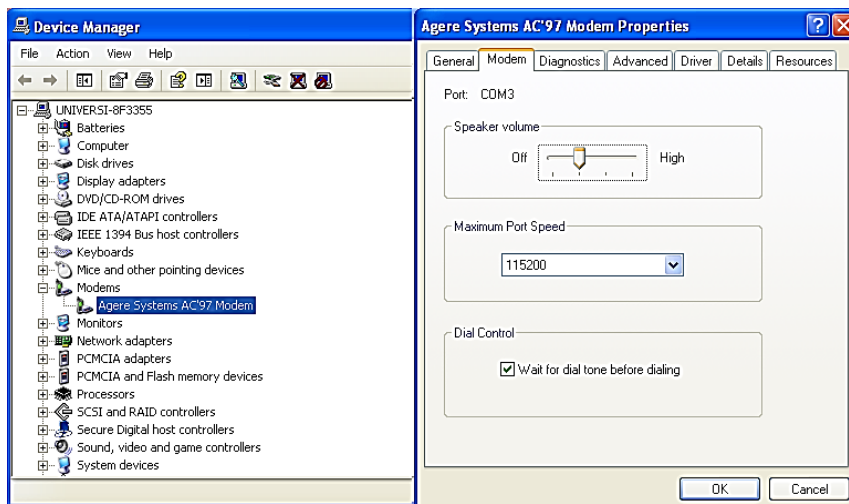 Device Manager
File Action View Help
UNIVERSI-8F3355
Batteries
Computer
Disk drives
Display adapters
DVD/CD-ROM drives
IDE ATA/ATAPI controllers
IEEE 1394 Bus host controllers
Keyboards
Mice and other pointing devices
Modems
Agere Systems AC'97 Modem
Monitors
Network adapters
PCMCIA adapters
PCMCIA and Flash memory devices
Processors
SCSI and RAID controllers
Secure Digital host controllers
Sound, video and game controllers
System devices
Agere Systems AC'97 Modem Properties
General Modem Diagnostics Advanced Driver Details Resources
Port: COM3
Speaker volume
Off High
Maximum Port Speed
115200
Dial Control
Wait for dial tone before dialing
OK Cancel